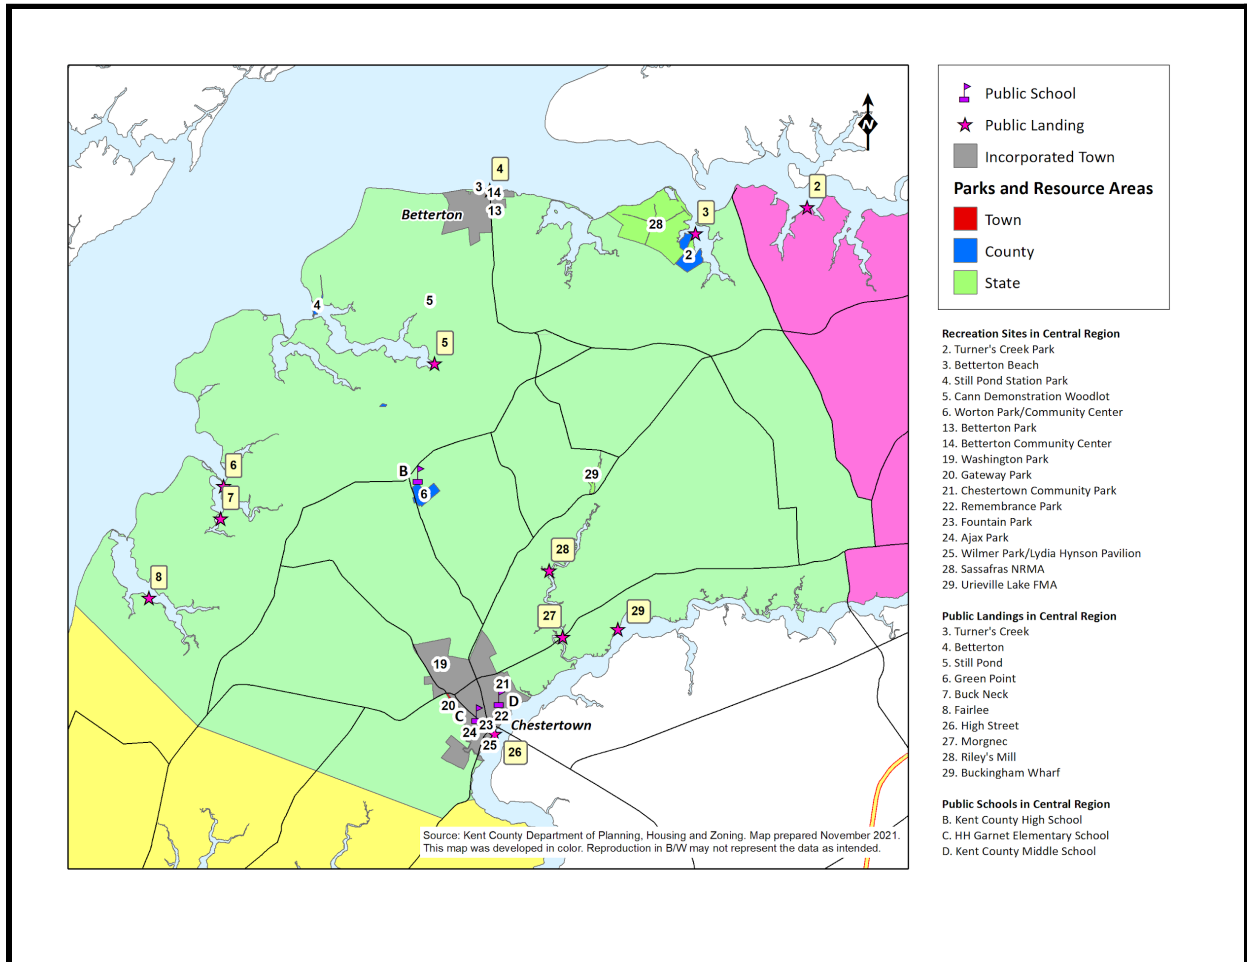 4
3
14
Betterton
13
2
3
28
2
4
5
5
6
7
B
6
29
8
28
27
29
19
21
20
D
C
22
23
Chestertown
24
25
26
N
Source: Kent County Department of Planning, Housing and Zoning. Map prepared November 2021.
This map was developed in color. Reproduction in B/W may not represent the data as intended.
Public School
Public Landing
Incorporated Town
Parks and Resource Areas
Town
County
State
Recreation Sites in Central Region
2. Turner's Creek Park
3. Betterton Beach
4. Still Pond Station Park
5. Cann Demonstration Woodlot
6. Worton Park/Community Center
13. Betterton Park
14. Betterton Community Center
19. Washington Park
20. Gateway Park
21. Chestertown Community Park
22. Remembrance Park
23. Fountain Park
24. Ajax Park
25. Wilmer Park/Lydia Hynson Pavilion
28. Sassafras NRMA
29. Urieville Lake FMA
Public Landings in Central Region
3. Turner's Creek
4. Betterton
5. Still Pond
6. Green Point
7. Buck Neck
8. Fairlee
26. High Street
27. Morgnec
28. Riley's Mill
29. Buckingham Wharf
Public Schools in Central Region
B. Kent County High School
C. HH Garnet Elementary School
D. Kent County Middle School